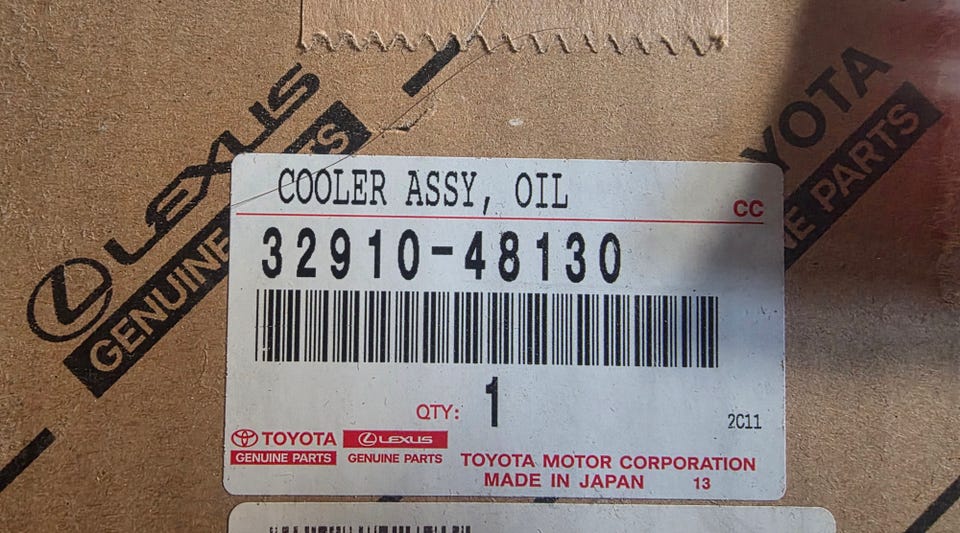 LEXUS
GENUINE PARTS
TOYOTA
GENUINE PARTS
COOLER ASSY, OIL
CC
32910-48130
QTY: 1
2C11
TOYOTA LEXUS
GENUINE PARTS GENUINE PARTS
TOYOTA MOTOR CORPORATION
MADE IN JAPAN 13